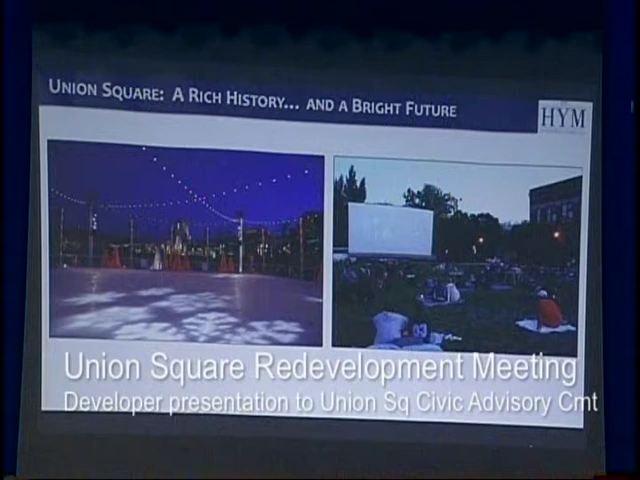 UNION SQUARE: A RICH HISTORY... AND A BRIGHT FUTURE
HYM
Union Square Redevelopment Meeting
Developer presentation to Union Sq Civic Advisory Cmt